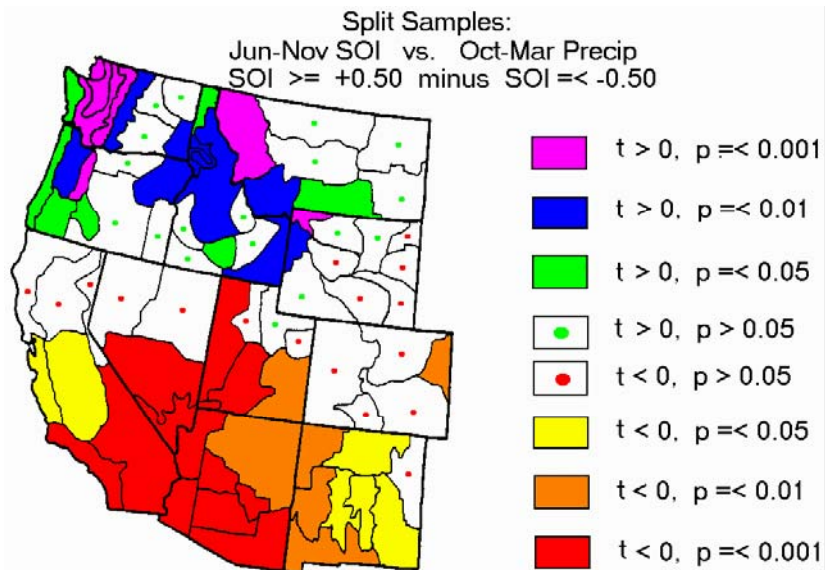 Split Samples:
Jun-Nov SOI vs. Oct-Mar Precip
SOI >= +0.50 minus SOI =< -0.50
t > 0, p =< 0.001
t > 0, p =< 0.01
t > 0, p =< 0.05
t > 0, p > 0.05
t < 0, p > 0.05
t < 0, p =< 0.05
t < 0, p =< 0.01
t < 0, p =< 0.001